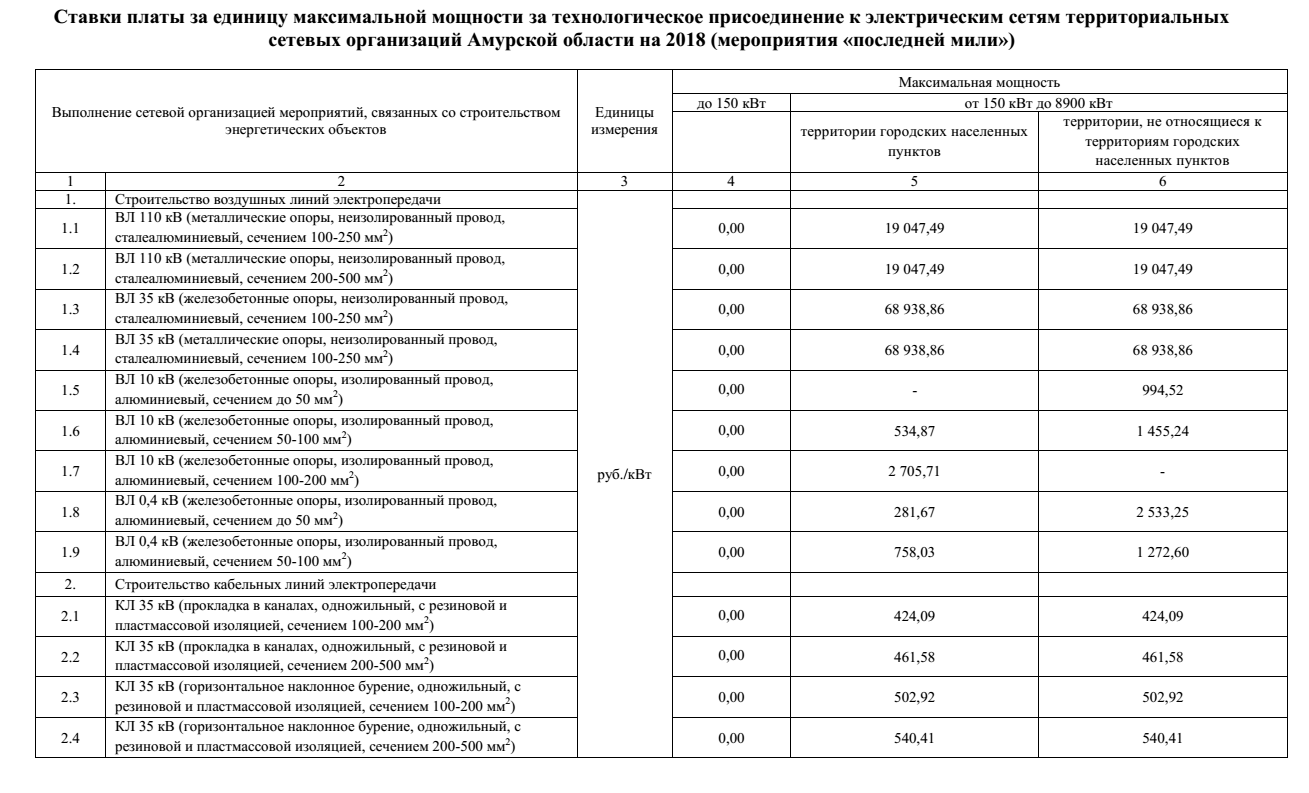 Ставки платы за единицу максимальной мощности за технологическое присоединение к электрическим сетям территориальных
сетевых организаций Амурской области на 2018 (мероприятия «последней мили»)
Выполнение сетевой организацией мероприятий, связанных со строительством
энергетических объектов
Единицы
измерения
Максимальная мощность
до 150 кВт
от 150 кВт до 8900 кВт
территории городских населенных
пунктов
территории, не относящиеся к
территориям городских
населенных пунктов
1 2 3 4 5 6
1. Строительство воздушных линий электропередачи
1.1 ВЛ 110 кВ (металлические опоры, неизолированный провод,
сталеалюминиевый, сечением 100-250 мм²) 0,00 19 047,49 19 047,49
1.2 ВЛ 110 кВ (металлические опоры, неизолированный провод,
сталеалюминиевый, сечением 200-500 мм²) 0,00 19 047,49 19 047,49
1.3 ВЛ 35 кВ (железобетонные опоры, неизолированный провод,
сталеалюминиевый, сечением 100-250 мм²) 0,00 68 938,86 68 938,86
1.4 ВЛ 35 кВ (металлические опоры, неизолированный провод,
сталеалюминиевый, сечением 100-250 мм²) 0,00 68 938,86 68 938,86
1.5 ВЛ 10 кВ (железобетонные опоры, изолированный провод,
алюминиевый, сечением до 50 мм²) 0,00 - 994,52
1.6 ВЛ 10 кВ (железобетонные опоры, изолированный провод,
алюминиевый, сечением 50-100 мм²) 0,00 534,87 1 455,24
1.7 ВЛ 10 кВ (железобетонные опоры, изолированный провод,
алюминиевый, сечением 100-200 мм²) руб./кВт 0,00 2 705,71 -
1.8 ВЛ 0,4 кВ (железобетонные опоры, изолированный провод,
алюминиевый, сечением до 50 мм²) 0,00 281,67 2 533,25
1.9 ВЛ 0,4 кВ (железобетонные опоры, изолированный провод,
алюминиевый, сечением 50-100 мм²) 0,00 758,03 1 272,60
2. Строительство кабельных линий электропередачи
2.1 КЛ 35 кВ (прокладка в каналах, одножильный, с резиновой и
пластмассовой изоляцией, сечением 100-200 мм²) 0,00 424,09 424,09
2.2 КЛ 35 кВ (прокладка в каналах, одножильный, с резиновой и
пластмассовой изоляцией, сечением 200-500 мм²) 0,00 461,58 461,58
2.3 КЛ 35 кВ (горизонтальное наклонное бурение, одножильный, с
резиновой и пластмассовой изоляцией, сечением 100-200 мм²) 0,00 502,92 502,92
2.4 КЛ 35 кВ (горизонтальное наклонное бурение, одножильный, с
резиновой и пластмассовой изоляцией, сечением 200-500 мм²) 0,00 540,41 540,41